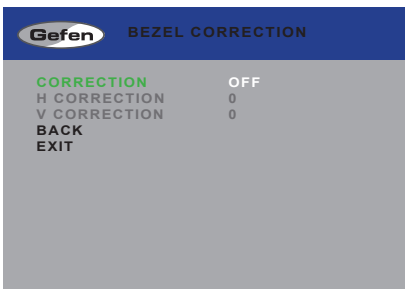 Gefen BEZEL CORRECTION
CORRECTION OFF
H CORRECTION 0
V CORRECTION 0
BACK
EXIT